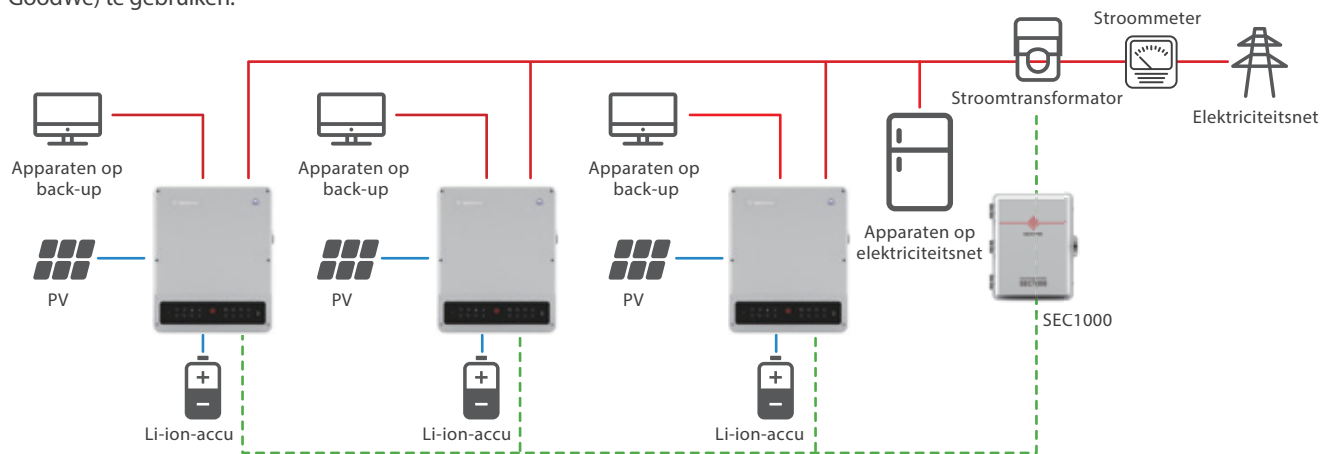 GoodWe) te gebruiken.
Stroommeter
Stroomtransformator
Elektriciteitsnet
Apparaten op
back-up
Apparaten op
back-up
Apparaten op
back-up
Apparaten op
elektriciteitsnet
PV
PV
PV
SEC1000
SEC1000
Li-ion-accu
Li-ion-accu
Li-ion-accu